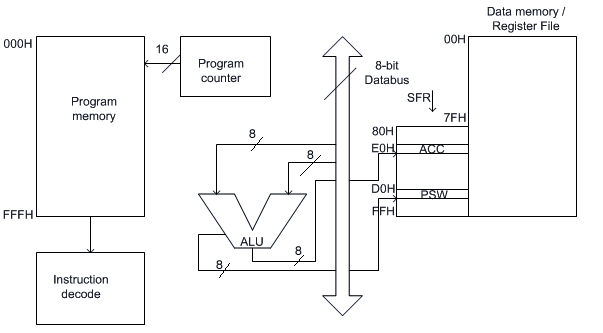 Data memory /
Register File
000H
16
Program
counter
Program
memory
8-bit
Databus
00H
SFR
7FH
80H
E0H
ACC
8
8
D0H
PSW
FFH
FFFH
ALU
8
8
Instruction
decode